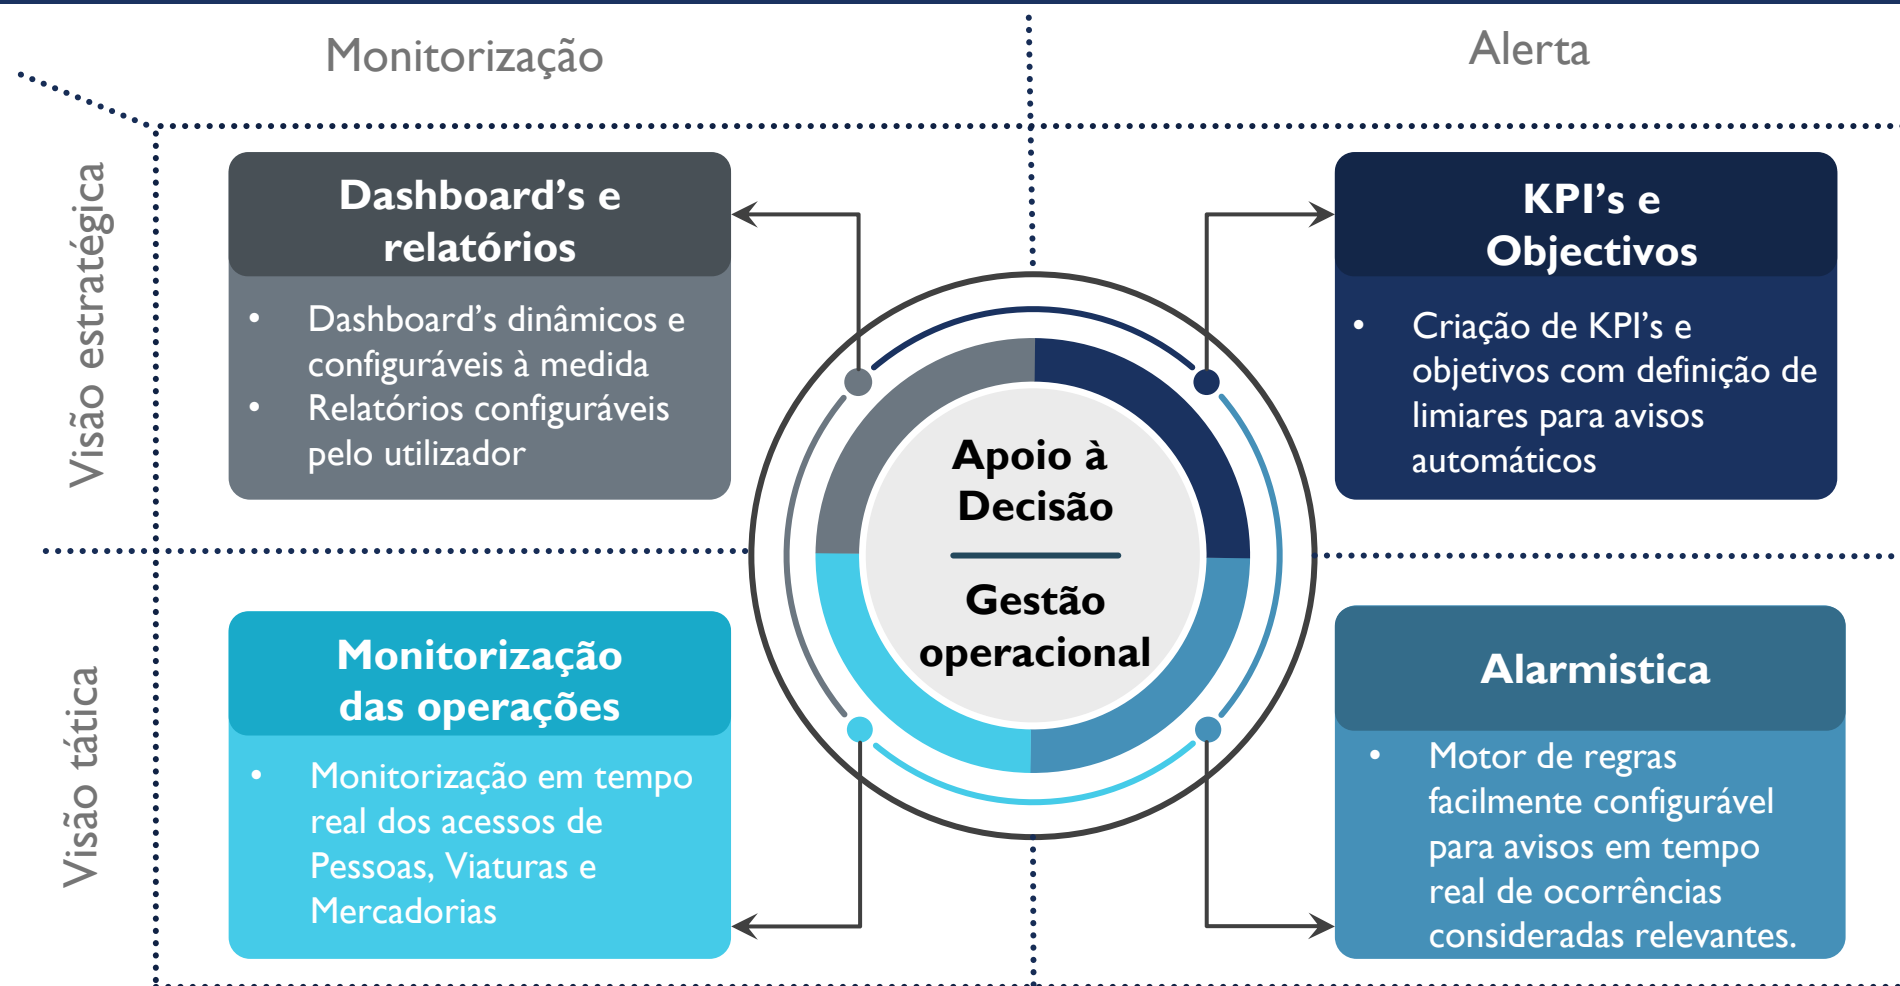 Monitorização
Alerta
Visão estratégica
Dashboard’s e
relatórios
• Dashboard’s dinâmicos e
configuráveis à medida
• Relatórios configuráveis
pelo utilizador
KPI’s e
Objectivos
• Criação de KPI’s e
objetivos com definição de
limiares para avisos
automáticos
Apoio à
Decisão
Gestão
operacional
Visão tática
Monitorização
das operações
• Monitorização em tempo
real dos acessos de
Pessoas, Viaturas e
Mercadorias
Alarmistica
• Motor de regras
facilmente configurável
para avisos em tempo
real de ocorrências
consideradas relevantes.